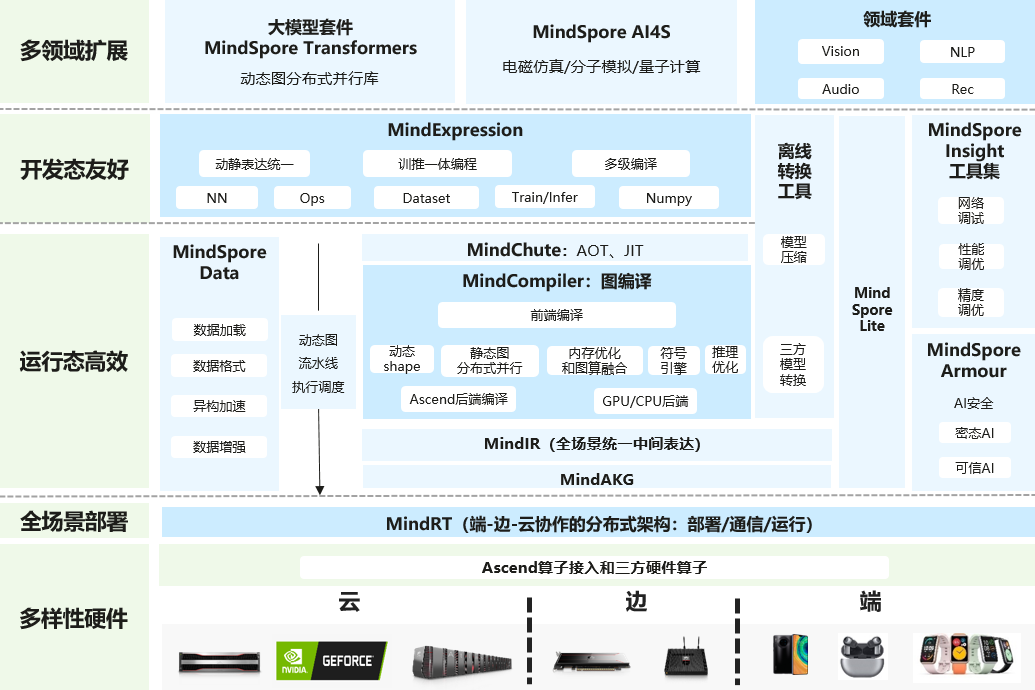 多领域扩展
大模型套件
MindSpore Transformers
动态图分布式并行库
MindSpore AI4S
电磁仿真/分子模拟/量子计算
领域套件
Vision
NLP
Audio
Rec
开发态友好
MindExpression
动静表达统一
训推一体编程
多级编译
NN
Ops
Dataset
Train/Infer
Numpy
离线
转换
工具
模型
压缩
三方
模型
转换
Mind
Spore
Lite
MindSpore
Insight
工具集
网络
调试
性能
调优
精度
调优
MindSpore
Armour
AI安全
密态AI
可信AI
运行态高效
MindSpore
Data
数据加载
数据格式
异构加速
数据增强
动态图
流水线
执行调度
MindChute：AOT、JIT
MindCompiler：图编译
前端编译
动态
shape
静态图
分布式并行
内存优化
和图算融合
符号
引擎
推理
优化
Ascend后端编译
GPU/CPU后端
MindIR（全场景统一中间表达）
MindAKG
全场景部署
MindRT（端-边-云协作的分布式架构：部署/通信/运行）
多样性硬件
Ascend算子接入和三方硬件算子
云
边
端
NVIDIA
GEFORCE